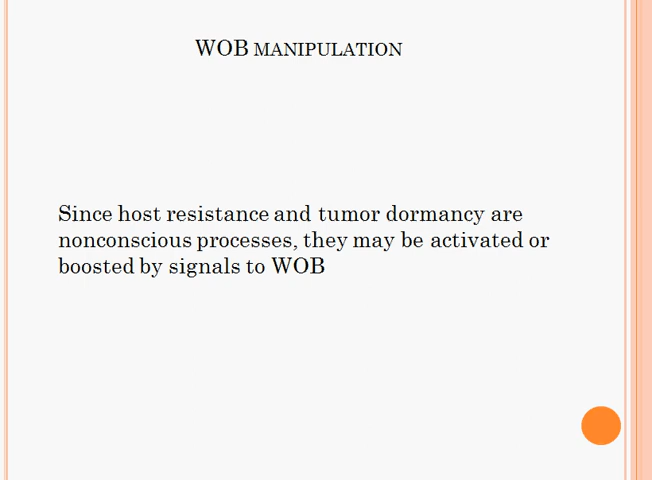 WOB MANIPULATION
Since host resistance and tumor dormancy are
nonconscious processes, they may be activated or
boosted by signals to WOB